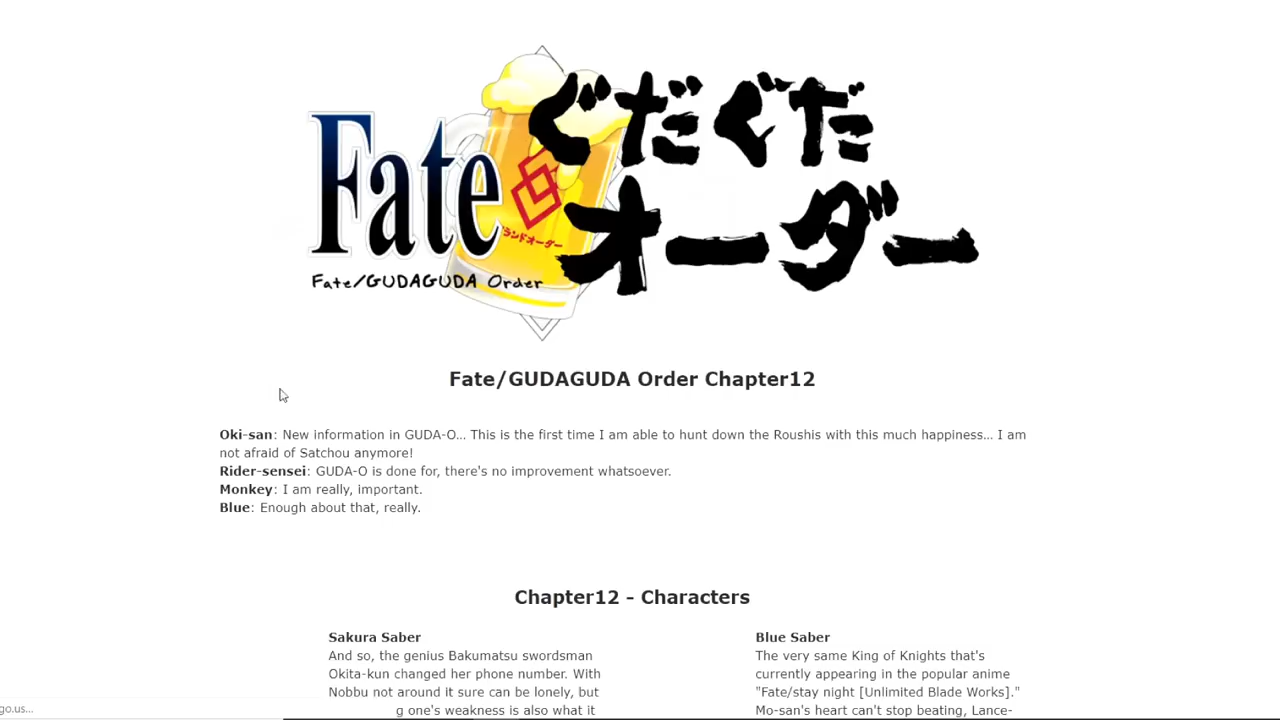 ぐだぐだ
オーダー
Fate
ランドオーダー
Fate/GUDAGUDA Order
Fate/GUDAGUDA Order Chapter12
Oki-san: New information in GUDA-O... This is the first time I am able to hunt down the Roushis with this much happiness... I am
not afraid of Satchou anymore!
Rider-sensei: GUDA-O is done for, there's no improvement whatsoever.
Monkey: I am really, important.
Blue: Enough about that, really.
Chapter12 - Characters
Sakura Saber
And so, the genius Bakumatsu swordsman
Okita-kun changed her phone number. With
Nobbu not around it sure can be lonely, but
g one's weakness is also what it
Blue Saber
The very same King of Knights that's
currently appearing in the popular anime
"Fate/stay night [Unlimited Blade Works]."
Mo-san's heart can't stop beating, Lance-
go.us...